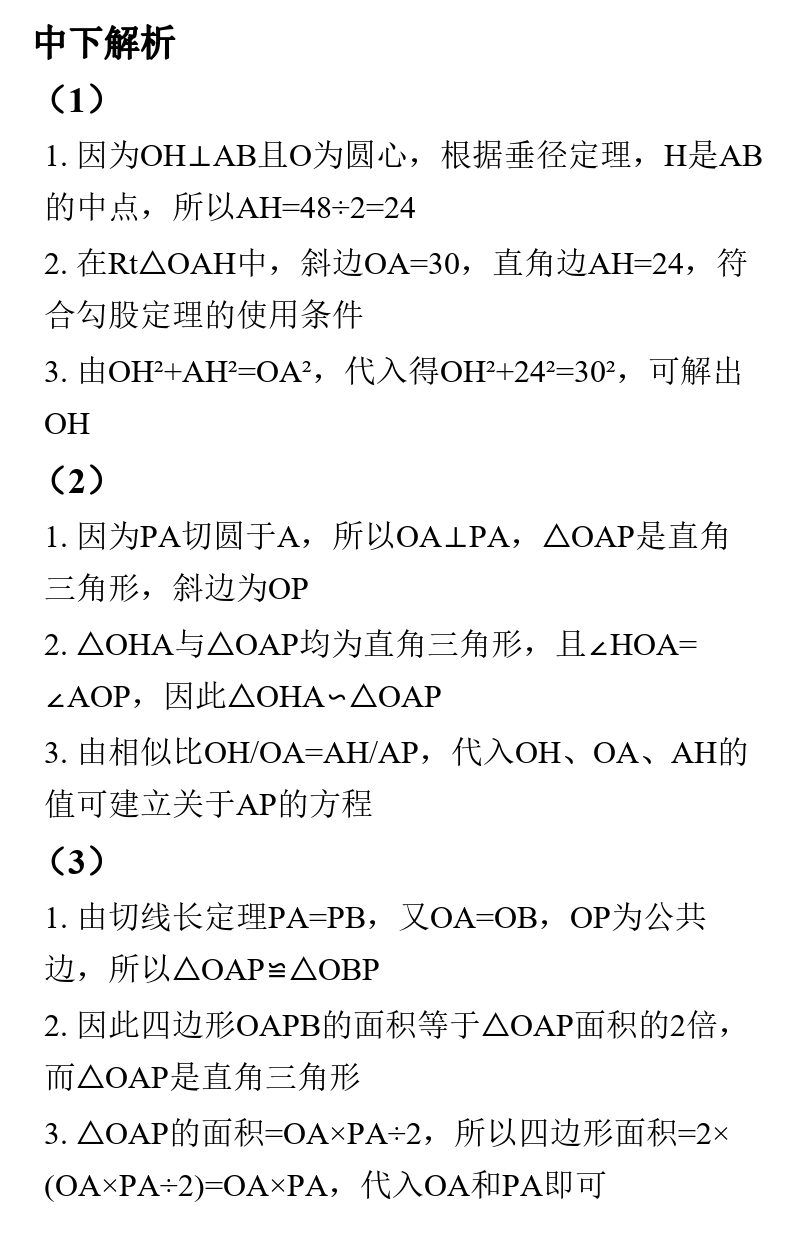 中下解析
（1）
1. 因为OH⊥AB且O为圆心，根据垂径定理，H是AB
的中点，所以AH=48÷2=24
2. 在Rt△OAH中，斜边OA=30，直角边AH=24，符
合勾股定理的使用条件
3. 由OH²+AH²=OA²，代入得OH²+24²=30²，可解出
OH
（2）
1. 因为PA切圆于A，所以OA⊥PA，△OAP是直角
三角形，斜边为OP
2. △OHA与△OAP均为直角三角形，且∠HOA=
∠AOP，因此△OHA∽△OAP
3. 由相似比OH/OA=AH/AP，代入OH、OA、AH的
值可建立关于AP的方程
（3）
1. 由切线长定理PA=PB，又OA=OB，OP为公共
边，所以△OAP≌△OBP
2. 因此四边形OAPB的面积等于△OAP面积的2倍，
而△OAP是直角三角形
3. △OAP的面积=OA×PA÷2，所以四边形面积=2×
(OA×PA÷2)=OA×PA，代入OA和PA即可